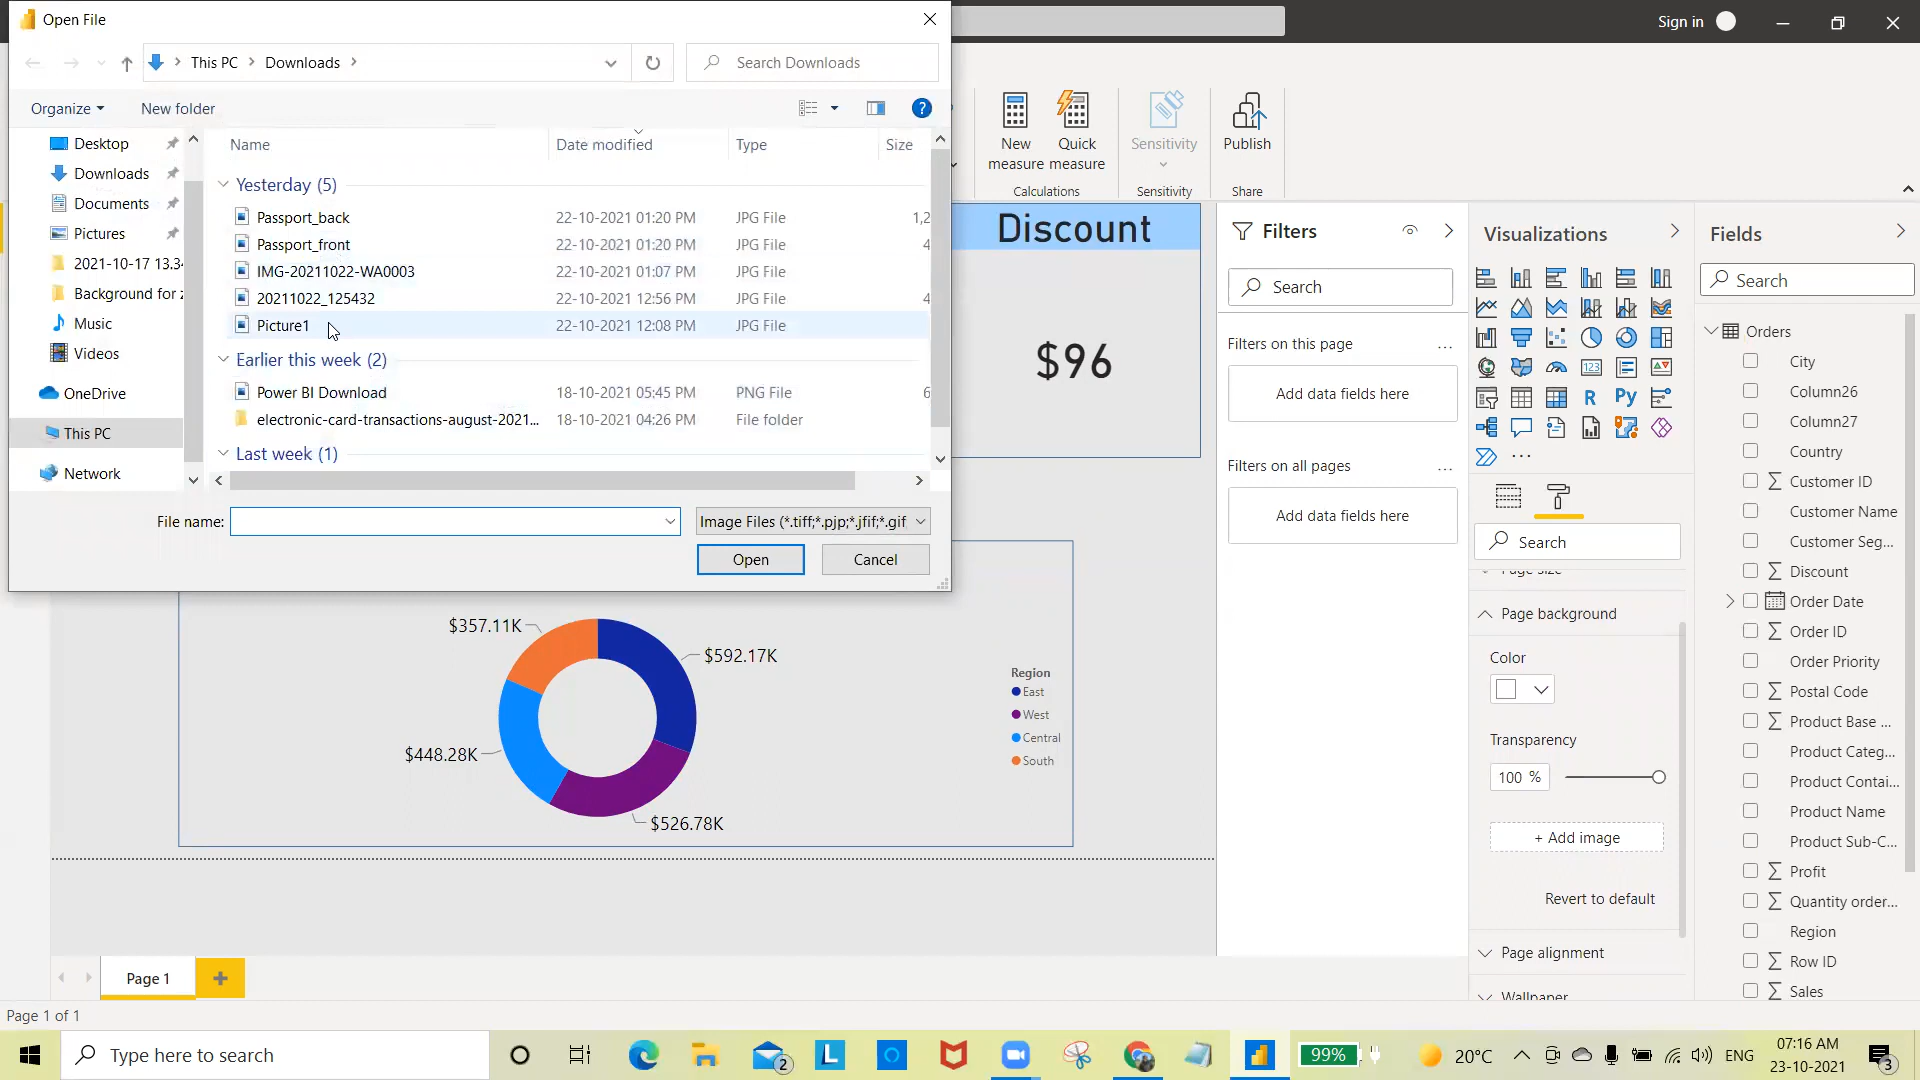 Open File
Sign in
This PC
Downloads
Search Downloads
Organize
New folder
Name
Date modified
Type
Size
Desktop
Downloads
Documents
Pictures
2021-10-17 13.3
Background for z
Music
Videos
OneDrive
This PC
Network
Yesterday (5)
Passport_back 22-10-2021 01:20 PM JPG File 1,2
Passport_front 22-10-2021 01:20 PM JPG File 4
IMG-20211022-WA0003 22-10-2021 01:07 PM JPG File
20211022_125432 22-10-2021 12:56 PM JPG File 4
Picture1 22-10-2021 12:08 PM JPG File
Earlier this week (2)
Power BI Download 18-10-2021 05:45 PM PNG File 6
electronic-card-transactions-august-2021... 18-10-2021 04:26 PM File folder
Last week (1)
File name:
Image Files (*.tiff;*.pjp;*.jfif;*.gif
Open
Cancel
New measure
Quick measure
Calculations
Sensitivity
Sensitivity
Publish
Share
Discount
$96
$357.11K
$592.17K
$448.28K
$526.78K
Region
East
West
Central
South
Filters
Search
Filters on this page ...
Add data fields here
Filters on all pages ...
Add data fields here
Visualizations
R
Py
123
...
Search
Page size
Page background
Color
Transparency
100 %
+ Add image
Revert to default
Page alignment
Wallpaper
Fields
Search
Orders
City
Column26
Column27
Country
Customer ID
Customer Name
Customer Seg...
Discount
Order Date
Order ID
Order Priority
Postal Code
Product Base ...
Product Categ...
Product Contai...
Product Name
Product Sub-C...
Profit
Quantity order...
Region
Row ID
Sales
Page 1
+
Page 1 of 1
Type here to search
2
L
99%
20°C
ENG
07:16 AM
23-10-2021
3